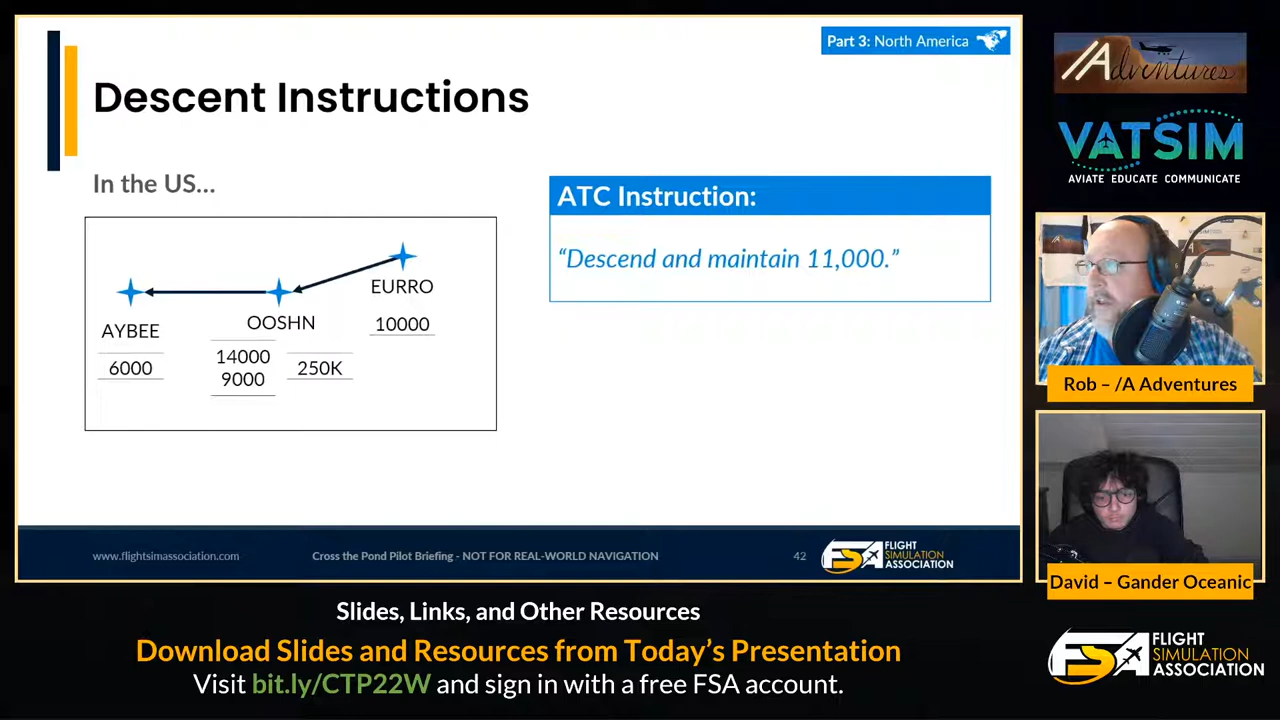 Part 3: North America
Descent Instructions
In the US...
EURRO
10000
OOSHN
14000
9000
250K
AYBEE
6000
ATC Instruction:
“Descend and maintain 11,000.”
www.flightsimassociation.com
Cross the Pond Pilot Briefing - NOT FOR REAL-WORLD NAVIGATION
42
FSA FLIGHT
SIMULATION
ASSOCIATION
/Adventures
VATSIM
AVIATE EDUCATE COMMUNICATE
Rob – /A Adventures
David – Gander Oceanic
Slides, Links, and Other Resources
Download Slides and Resources from Today’s Presentation
Visit bit.ly/CTP22W and sign in with a free FSA account.
FSA FLIGHT
SIMULATION
ASSOCIATION